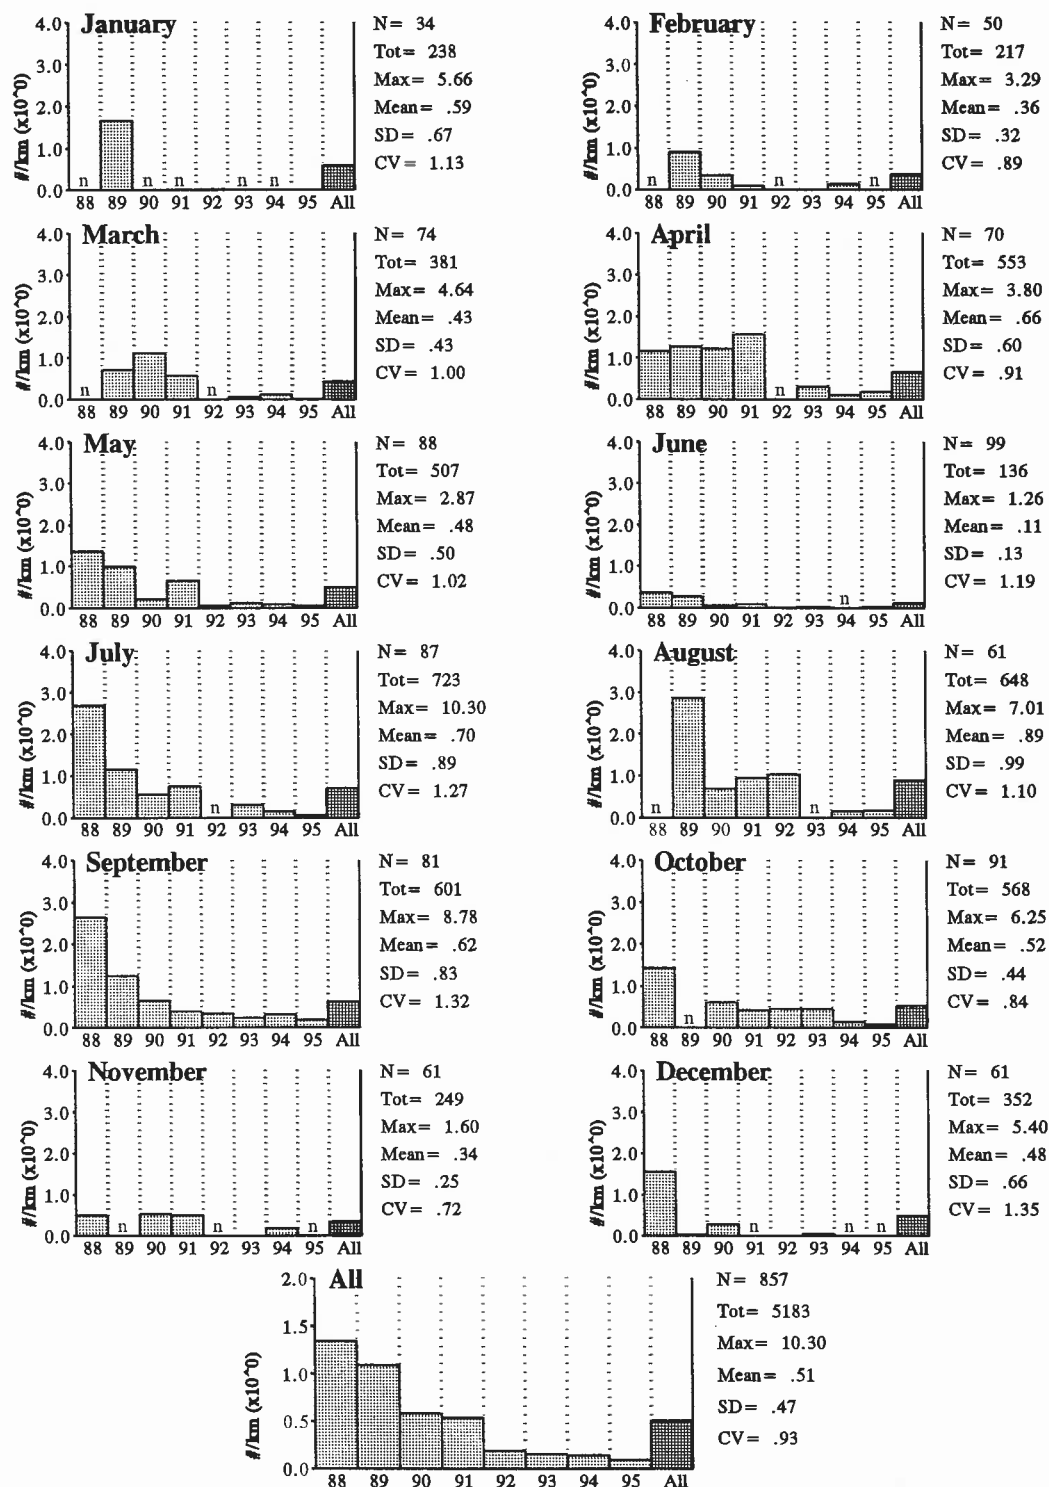 January
#/km (x10^0)
4.0
3.0
2.0
1.0
0.0
n n n n n
88 89 90 91 92 93 94 95 All
N= 34
Tot= 238
Max= 5.66
Mean= .59
SD= .67
CV= 1.13
February
#/km (x10^0)
4.0
3.0
2.0
1.0
0.0
n n n
88 89 90 91 92 93 94 95 All
N= 50
Tot= 217
Max= 3.29
Mean= .36
SD= .32
CV= .89
March
#/km (x10^0)
4.0
3.0
2.0
1.0
0.0
n n
88 89 90 91 92 93 94 95 All
N= 74
Tot= 381
Max= 4.64
Mean= .43
SD= .43
CV= 1.00
April
#/km (x10^0)
4.0
3.0
2.0
1.0
0.0
n
88 89 90 91 92 93 94 95 All
N= 70
Tot= 553
Max= 3.80
Mean= .66
SD= .60
CV= .91
May
#/km (x10^0)
4.0
3.0
2.0
1.0
0.0
88 89 90 91 92 93 94 95 All
N= 88
Tot= 507
Max= 2.87
Mean= .48
SD= .50
CV= 1.02
June
#/km (x10^0)
4.0
3.0
2.0
1.0
0.0
n
88 89 90 91 92 93 94 95 All
N= 99
Tot= 136
Max= 1.26
Mean= .11
SD= .13
CV= 1.19
July
#/km (x10^0)
4.0
3.0
2.0
1.0
0.0
n
88 89 90 91 92 93 94 95 All
N= 87
Tot= 723
Max= 10.30
Mean= .70
SD= .89
CV= 1.27
August
#/km (x10^0)
4.0
3.0
2.0
1.0
0.0
n n
88 89 90 91 92 93 94 95 All
N= 61
Tot= 648
Max= 7.01
Mean= .89
SD= .99
CV= 1.10
September
#/km (x10^0)
4.0
3.0
2.0
1.0
0.0
88 89 90 91 92 93 94 95 All
N= 81
Tot= 601
Max= 8.78
Mean= .62
SD= .83
CV= 1.32
October
#/km (x10^0)
4.0
3.0
2.0
1.0
0.0
n
88 89 90 91 92 93 94 95 All
N= 91
Tot= 568
Max= 6.25
Mean= .52
SD= .44
CV= .84
November
#/km (x10^0)
4.0
3.0
2.0
1.0
0.0
n n n
88 89 90 91 92 93 94 95 All
N= 61
Tot= 249
Max= 1.60
Mean= .34
SD= .25
CV= .72
December
#/km (x10^0)
4.0
3.0
2.0
1.0
0.0
n n n
88 89 90 91 92 93 94 95 All
N= 61
Tot= 352
Max= 5.40
Mean= .48
SD= .66
CV= 1.35
All
#/km (x10^0)
2.0
1.5
1.0
0.5
0.0
88 89 90 91 92 93 94 95 All
N= 857
Tot= 5183
Max= 10.30
Mean= .51
SD= .47
CV= .93